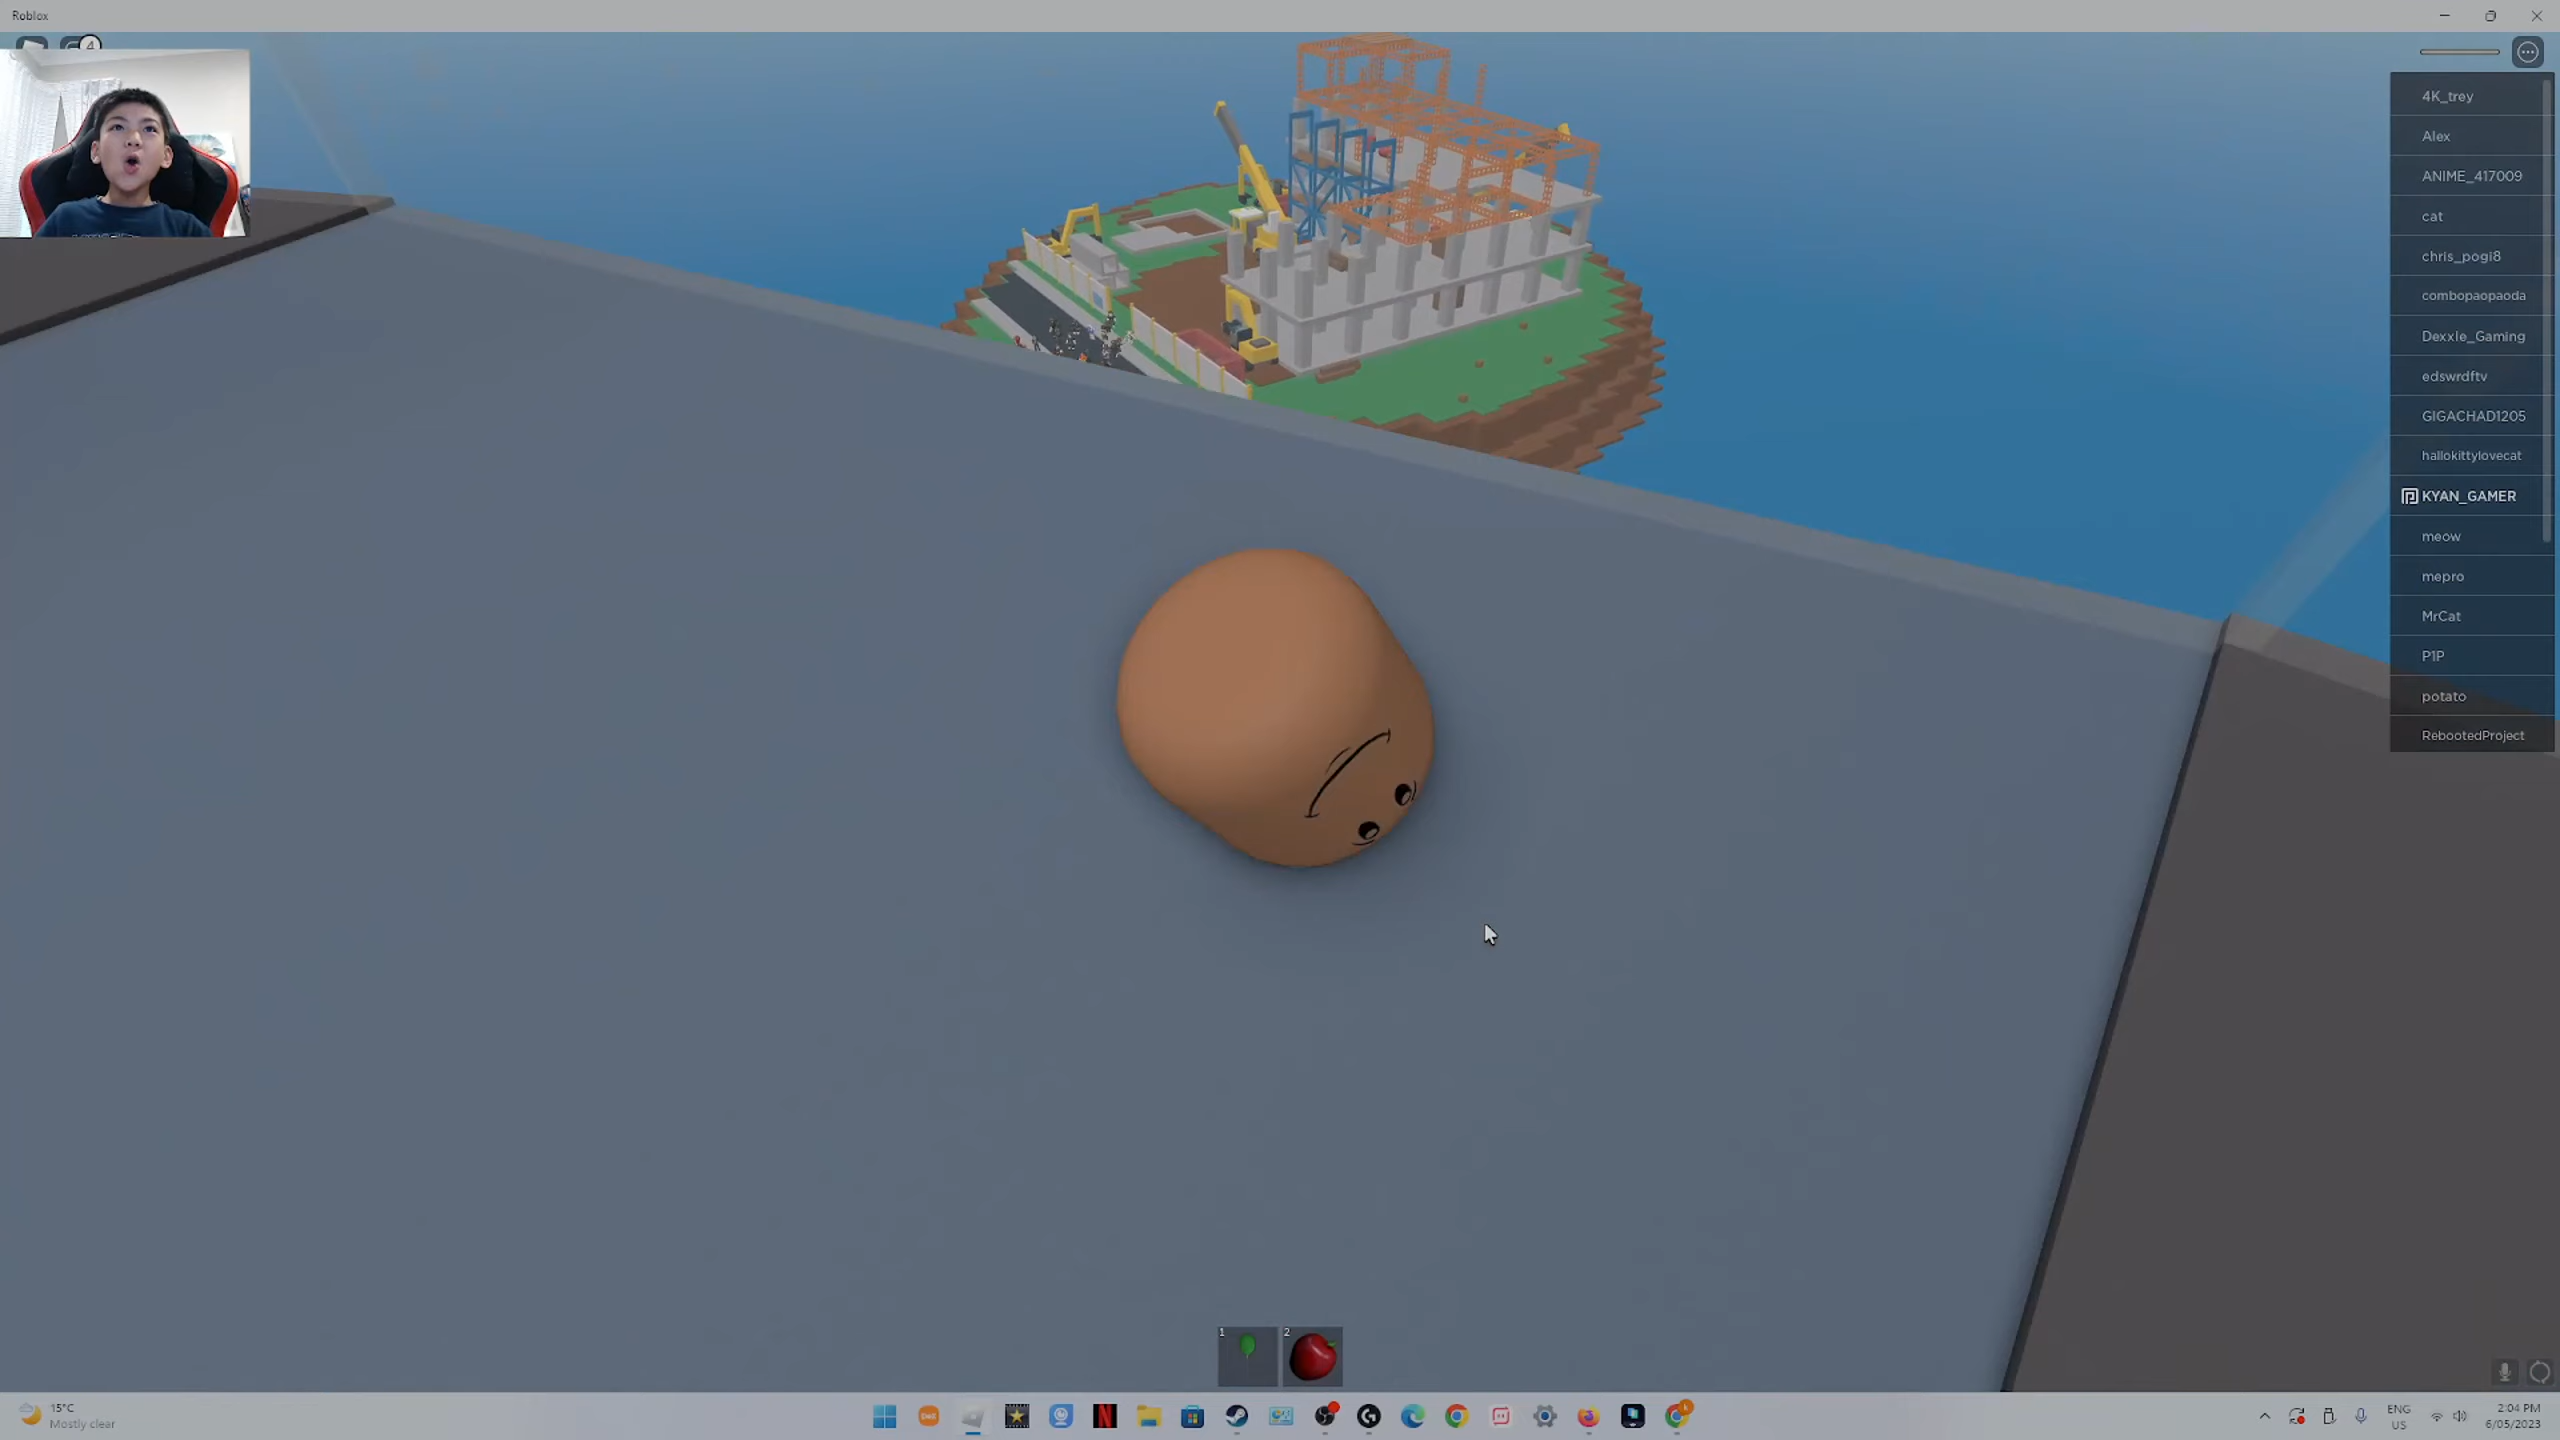 Roblox
4
4K_trey
Alex
ANIME_417009
cat
chris_pogi8
combopaopaoda
Dexxle_Gaming
edswrdftv
GIGACHAD1205
hallokittylovecat
KYAN_GAMER
meow
mepro
MrCat
P1P
potato
RebootedProject
1
2
15°C
Mostly clear
ENG
US
2:04 PM
6/05/2023